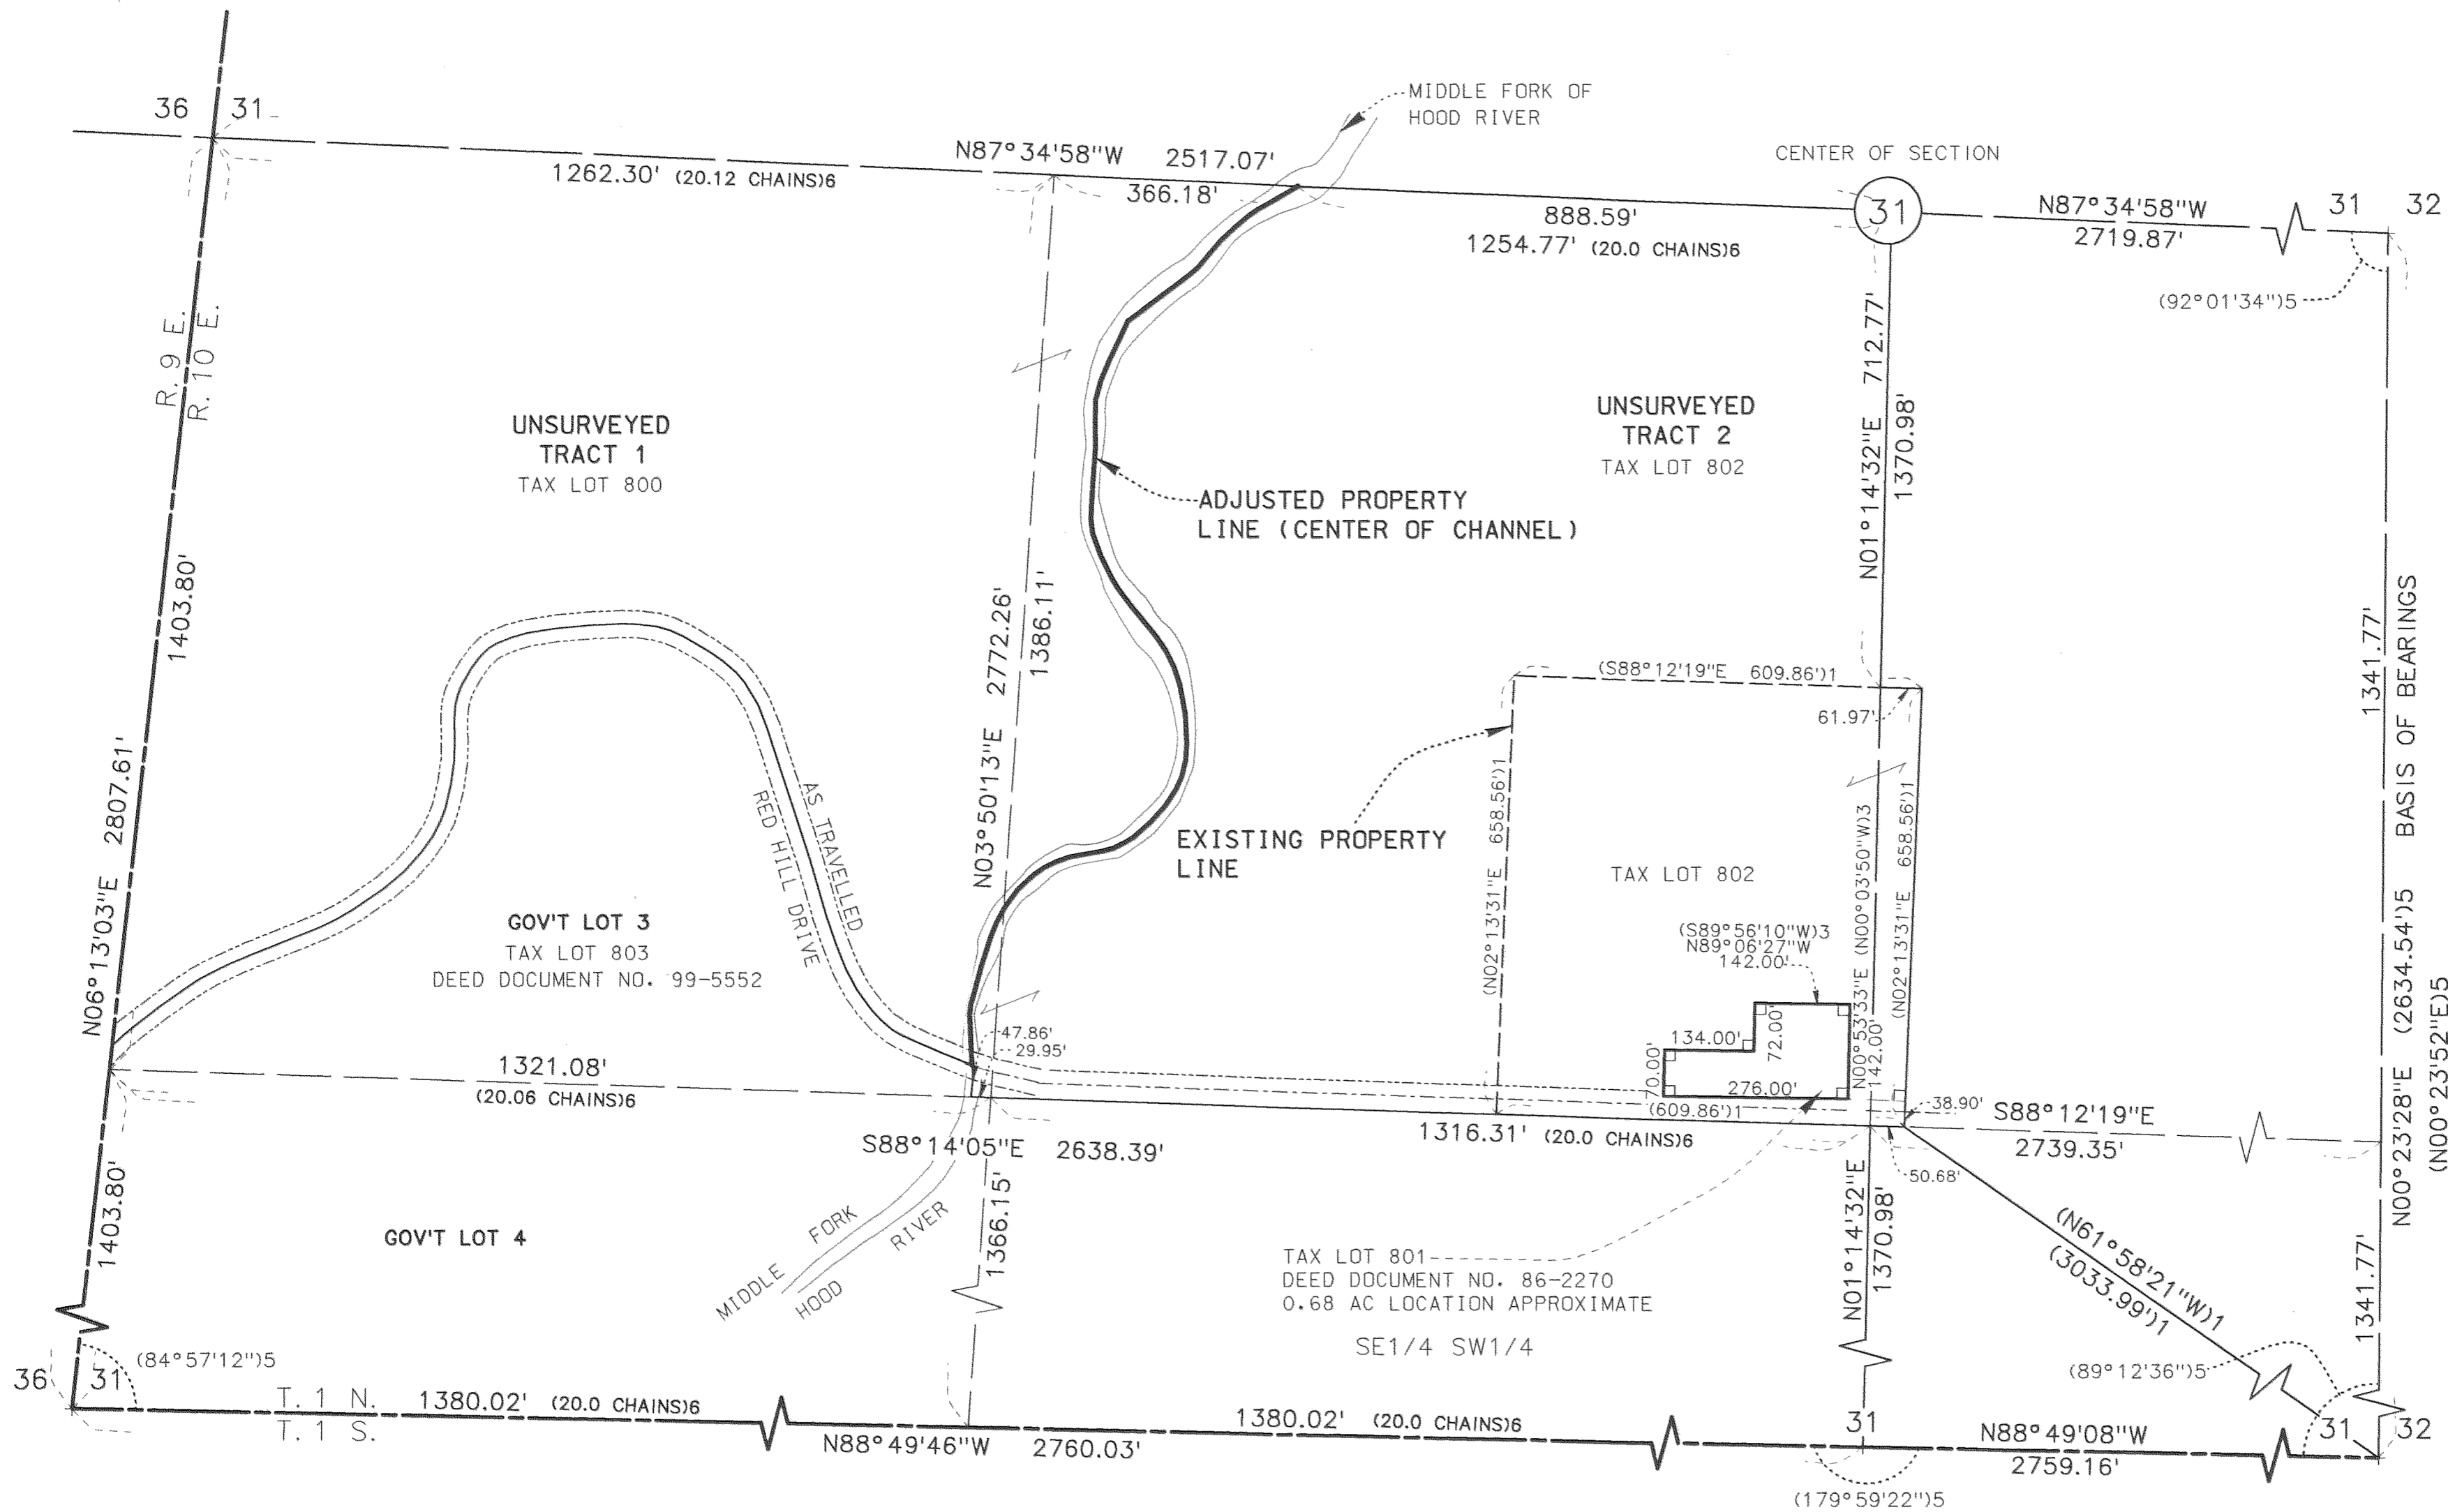 MIDDLE FORK OF
HOOD RIVER
36 31
N87°34'58"W 2517.07'
1262.30' (20.12 CHAINS)6
366.18'
CENTER OF SECTION
31
888.59'
1254.77' (20.0 CHAINS)6
N87°34'58"W
2719.87'
31 32
(92°01'34")5
R. 9 E.
R. 10 E.
1403.80'
N06°13'03"E 2807.61'
UNSURVEYED
TRACT 1
TAX LOT 800
UNSURVEYED
TRACT 2
TAX LOT 802
N01°14'32"E 712.77'
1370.98'
ADJUSTED PROPERTY
LINE (CENTER OF CHANNEL)
N03°50'13"E 2772.26'
1386.11'
1341.77'
BASIS OF BEARINGS
N00°23'28"E (2634.54')5
(N00°23'52"E)5
(S88°12'19"E 609.86')1
61.97'
(N02°13'31"E 658.56')1
(N02°13'31"E 658.56')1
EXISTING PROPERTY
LINE
TAX LOT 802
N00°53'33"E (N00°03'50"W)3
(S89°56'10"W)3
N89°06'27"W
142.00'
134.00'
72.00'
142.00'
70.00'
276.00'
(609.86')1
38.90'
AS TRAVELLED
RED HILL DRIVE
GOV'T LOT 3
TAX LOT 803
DEED DOCUMENT NO. 99-5552
47.86'
29.95'
1321.08'
(20.06 CHAINS)6
S88°14'05"E 2638.39'
1316.31' (20.0 CHAINS)6
S88°12'19"E
2739.35'
50.68'
1403.80'
GOV'T LOT 4
MIDDLE FORK
HOOD RIVER
1366.15'
TAX LOT 801
DEED DOCUMENT NO. 86-2270
0.68 AC LOCATION APPROXIMATE
SE1/4 SW1/4
N01°14'32"E
1370.98'
(N61°58'21"W)1
(3033.99')1
1341.77'
(89°12'36")5
36 31
(84°57'12")5
T. 1 N.
T. 1 S.
1380.02' (20.0 CHAINS)6
N88°49'46"W 2760.03'
1380.02' (20.0 CHAINS)6
31
N88°49'08"W
2759.16'
31 32
(179°59'22")5